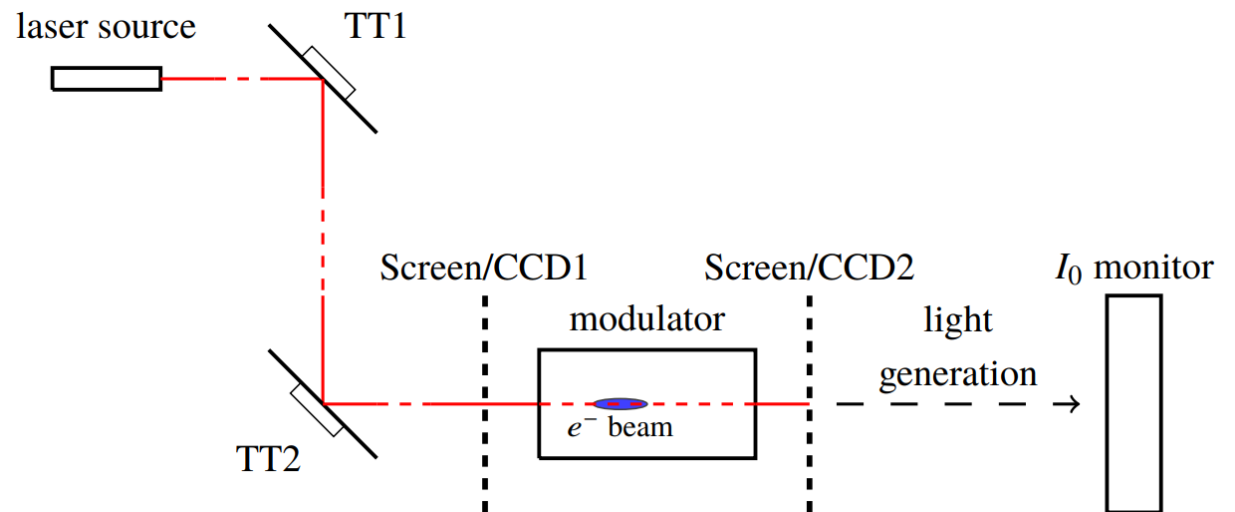 laser source
TT1
Screen/CCD1
Screen/CCD2
I₀ monitor
modulator
light
generation
e⁻ beam
TT2